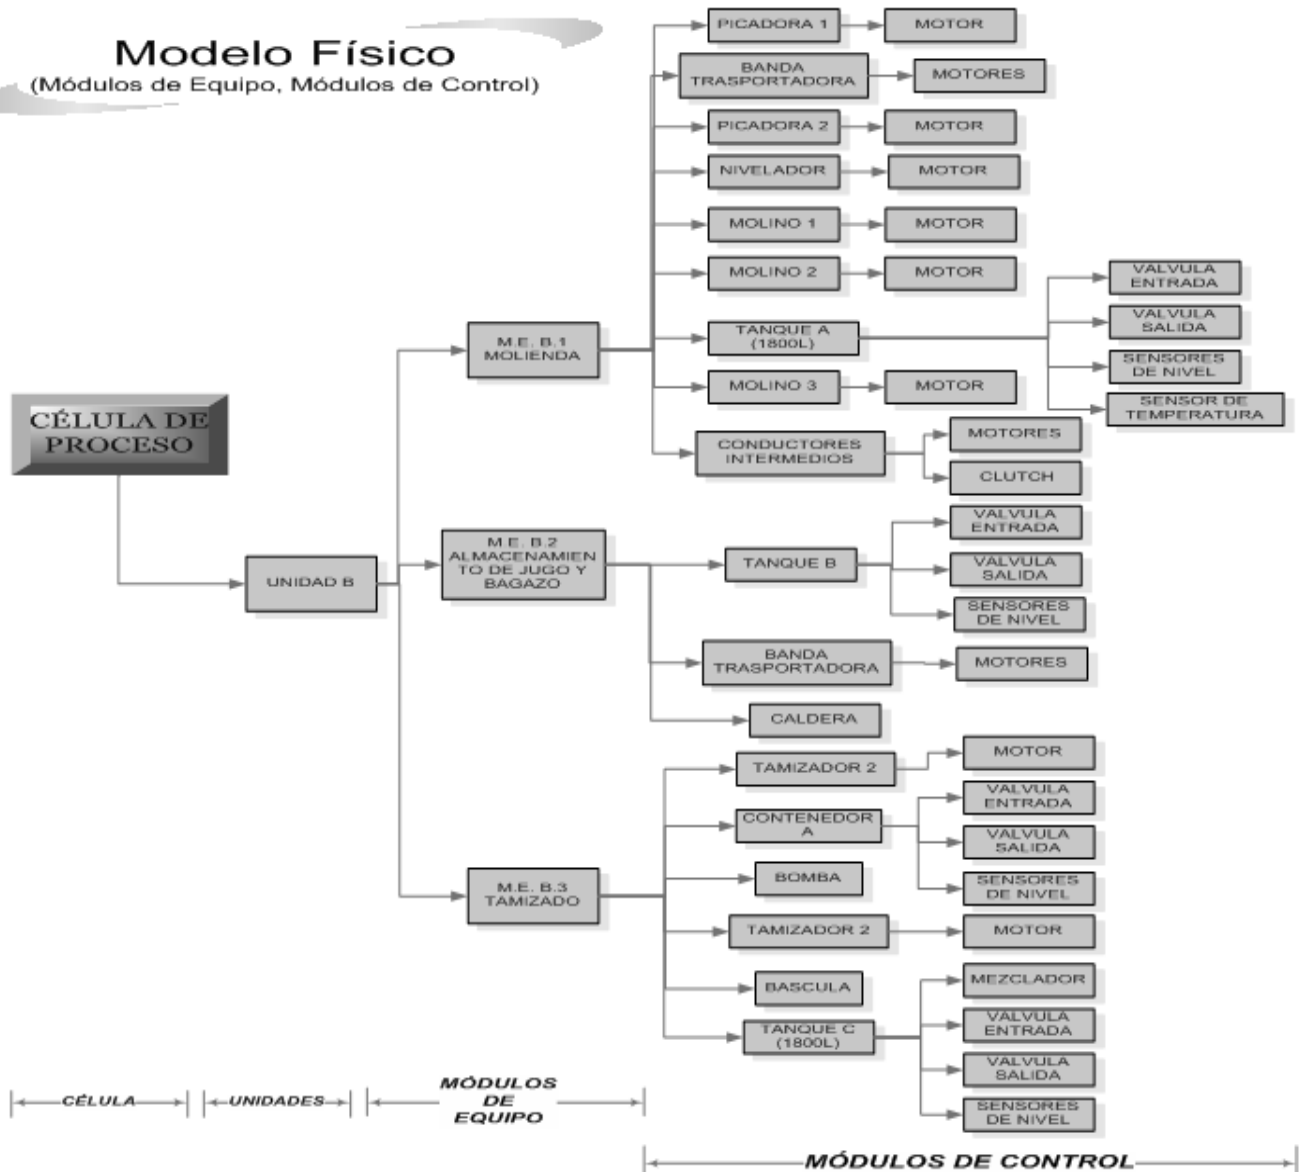 Modelo Físico
(Módulos de Equipo, Módulos de Control)
CÉLULA DE
PROCESO
UNIDAD B
M.E. B.1
MOLIENDA
PICADORA 1
MOTOR
BANDA
TRASPORTADORA
MOTORES
PICADORA 2
MOTOR
NIVELADOR
MOTOR
MOLINO 1
MOTOR
MOLINO 2
MOTOR
TANQUE A
(1800L)
VALVULA
ENTRADA
VALVULA
SALIDA
SENSORES
DE NIVEL
SENSOR DE
TEMPERATURA
MOLINO 3
MOTOR
CONDUCTORES
INTERMEDIOS
MOTORES
CLUTCH
M.E. B.2
ALMACENAMIEN
TO DE JUGO Y
BAGAZO
TANQUE B
VALVULA
ENTRADA
VALVULA
SALIDA
SENSORES
DE NIVEL
BANDA
TRASPORTADORA
MOTORES
CALDERA
M.E. B.3
TAMIZADO
TAMIZADOR 2
MOTOR
CONTENEDOR
A
VALVULA
ENTRADA
VALVULA
SALIDA
SENSORES
DE NIVEL
BOMBA
TAMIZADOR 2
MOTOR
BASCULA
TANQUE C
(1800L)
MEZCLADOR
VALVULA
ENTRADA
VALVULA
SALIDA
SENSORES
DE NIVEL
CÉLULA
UNIDADES
MÓDULOS
DE
EQUIPO
MÓDULOS DE CONTROL